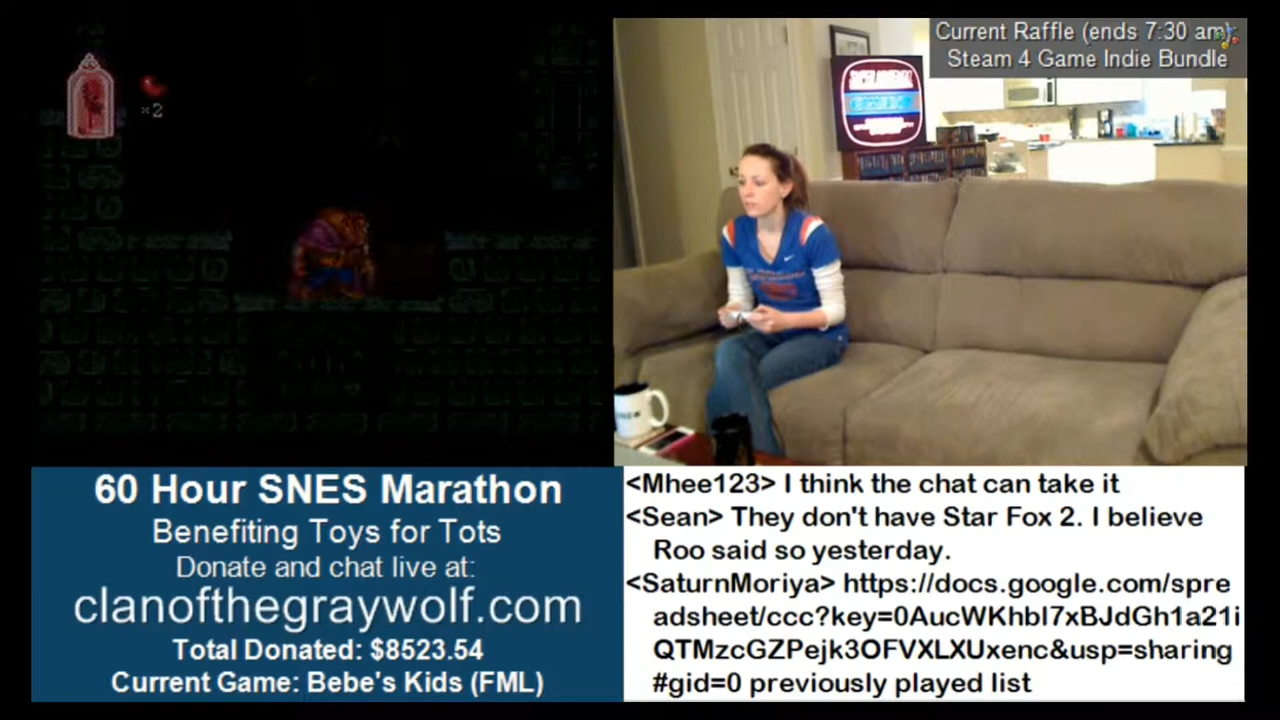 ×2
Current Raffle (ends 7:30 am):
Steam 4 Game Indie Bundle
60 Hour SNES Marathon
Benefiting Toys for Tots
Donate and chat live at:
clanofthegraywolf.com
Total Donated: $8523.54
Current Game: Bebe's Kids (FML)
<Mhee123> I think the chat can take it
<Sean> They don't have Star Fox 2. I believe
Roo said so yesterday.
<SaturnMoriya> https://docs.google.com/spre
adsheet/ccc?key=0AucWKhbl7xBJdGh1a21i
QTMzcGZPejk3OFVXLXUxenc&usp=sharing
#gid=0 previously played list